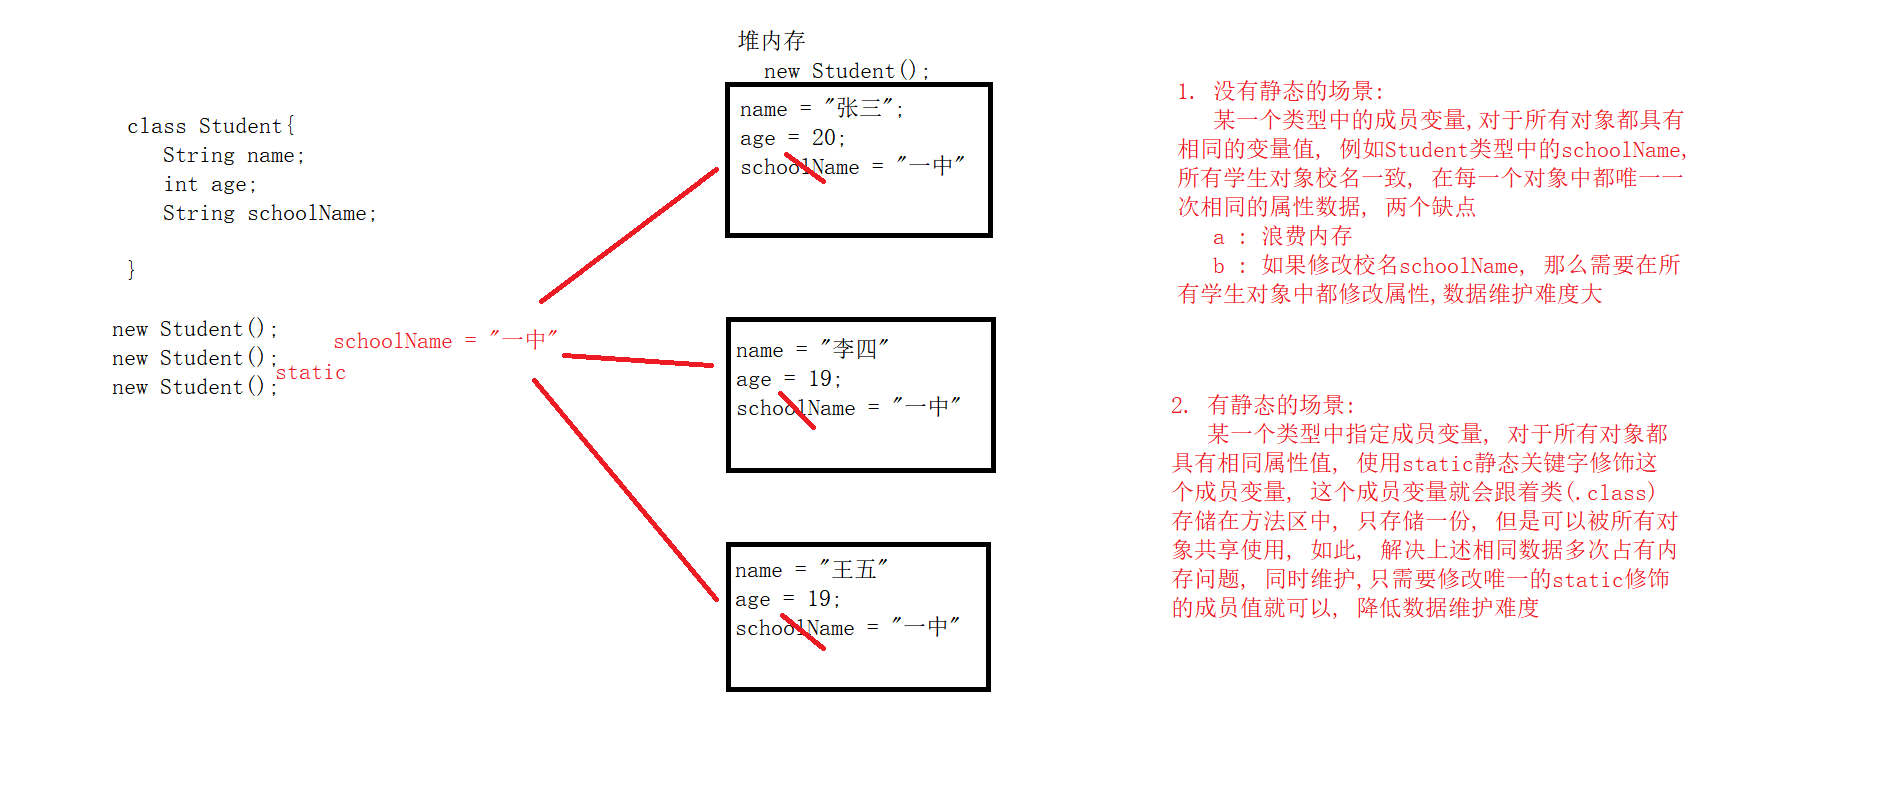 class Student{
String name;
int age;
String schoolName;
}
new Student();
new Student();
new Student();
schoolName = "一中"
static
堆内存
new Student();
name = "张三";
age = 20;
schoolName = "一中"
name = "李四"
age = 19;
schoolName = "一中"
name = "王五"
age = 19;
schoolName = "一中"
1. 没有静态的场景:
某一个类型中的成员变量,对于所有对象都具有
相同的变量值, 例如Student类型中的schoolName,
所有学生对象校名一致, 在每一个对象中都唯一一
次相同的属性数据, 两个缺点
a : 浪费内存
b : 如果修改校名schoolName, 那么需要在所
有学生对象中都修改属性,数据维护难度大
2. 有静态的场景:
某一个类型中指定成员变量, 对于所有对象都
具有相同属性值, 使用static静态关键字修饰这
个成员变量, 这个成员变量就会跟着类(.class)
存储在方法区中, 只存储一份, 但是可以被所有对
象共享使用, 如此, 解决上述相同数据多次占有内
存问题, 同时维护,只需要修改唯一的static修饰
的成员值就可以, 降低数据维护难度